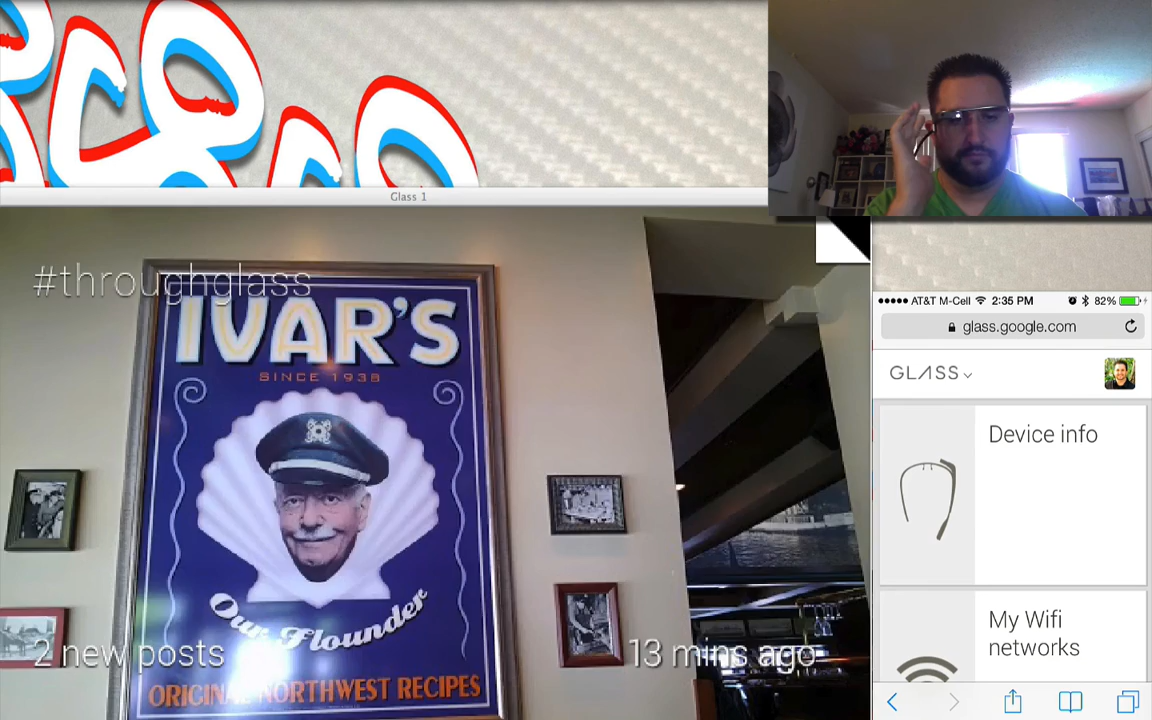 Glass 1
#throughglass
IVAR'S
SINCE 1938
Our Flounder
2 new posts
13 mins ago
ORIGINAL NORTHWEST RECIPES
AT&T M-Cell 2:35 PM 82%
glass.google.com
GLASS
Device info
My Wifi
networks